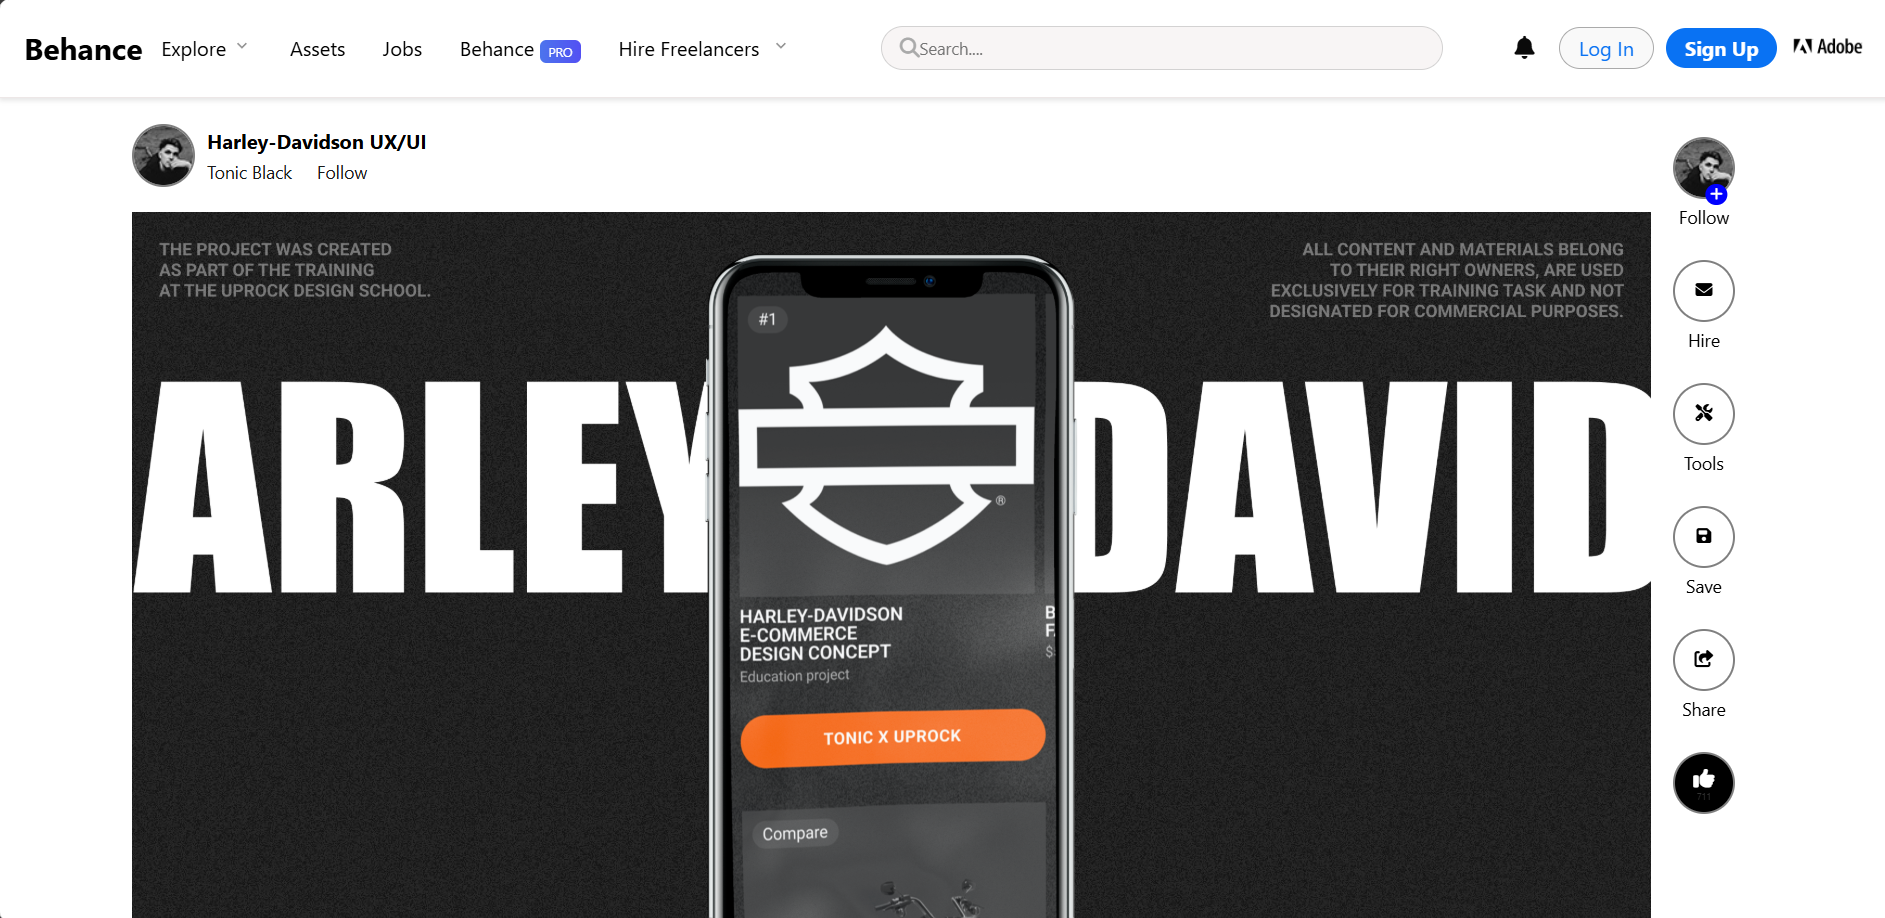 Behance Explore Assets Jobs Behance PRO Hire Freelancers Search.... Log In Sign Up Adobe
Harley-Davidson UX/UI
Tonic Black Follow
THE PROJECT WAS CREATED
AS PART OF THE TRAINING
AT THE UPROCK DESIGN SCHOOL.
ALL CONTENT AND MATERIALS BELONG
TO THEIR RIGHT OWNERS, ARE USED
EXCLUSIVELY FOR TRAINING TASK AND NOT
DESIGNATED FOR COMMERCIAL PURPOSES.
#1
ARLEY DAVID
®
HARLEY-DAVIDSON
E-COMMERCE
DESIGN CONCEPT
Education project
B
F
$
TONIC X UPROCK
Compare
Follow
Hire
Tools
Save
Share
711